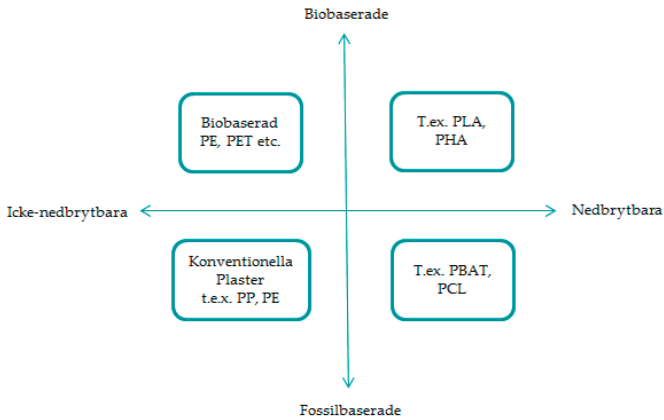 Biobaserade
Biobaserad
PE, PET etc.
T.ex. PLA,
PHA
Icke-nedbrytbara
Nedbrytbara
Konventionella
Plaster
t.e.x. PP, PE
T.ex. PBAT,
PCL
Fossilbaserade